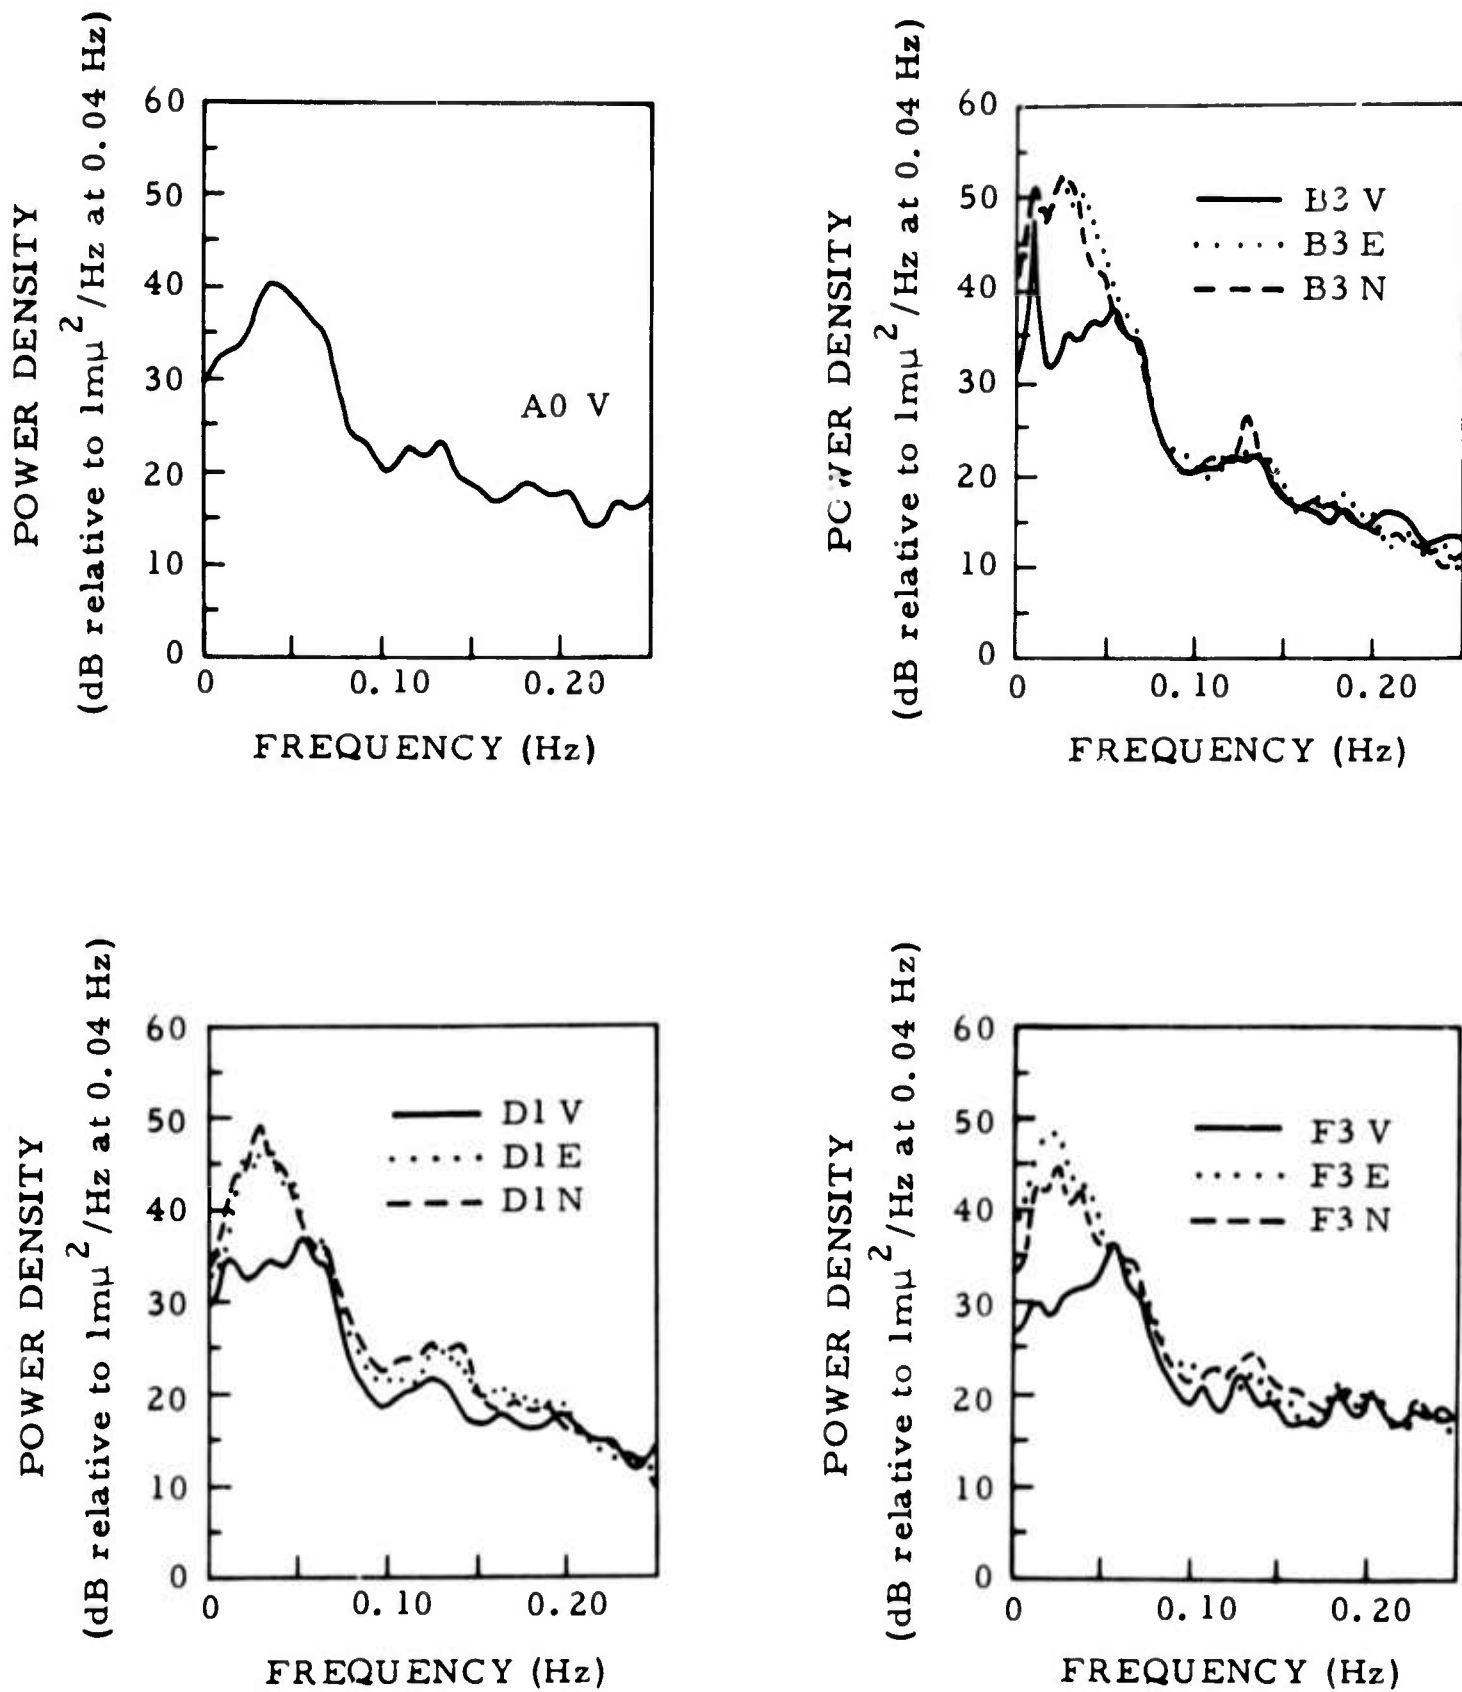 POWER DENSITY
(dB relative to 1mμ²/Hz at 0.04 Hz)
60
50
40
30
20
10
0
A0 V
0 0.10 0.20
FREQUENCY (Hz)
POWER DENSITY
(dB relative to 1mμ²/Hz at 0.04 Hz)
60
50
40
30
20
10
0
B3 V
B3 E
B3 N
0 0.10 0.20
FREQUENCY (Hz)
POWER DENSITY
(dB relative to 1mμ²/Hz at 0.04 Hz)
60
50
40
30
20
10
0
D1 V
D1 E
D1 N
0 0.10 0.20
FREQUENCY (Hz)
POWER DENSITY
(dB relative to 1mμ²/Hz at 0.04 Hz)
60
50
40
30
20
10
0
F3 V
F3 E
F3 N
0 0.10 0.20
FREQUENCY (Hz)